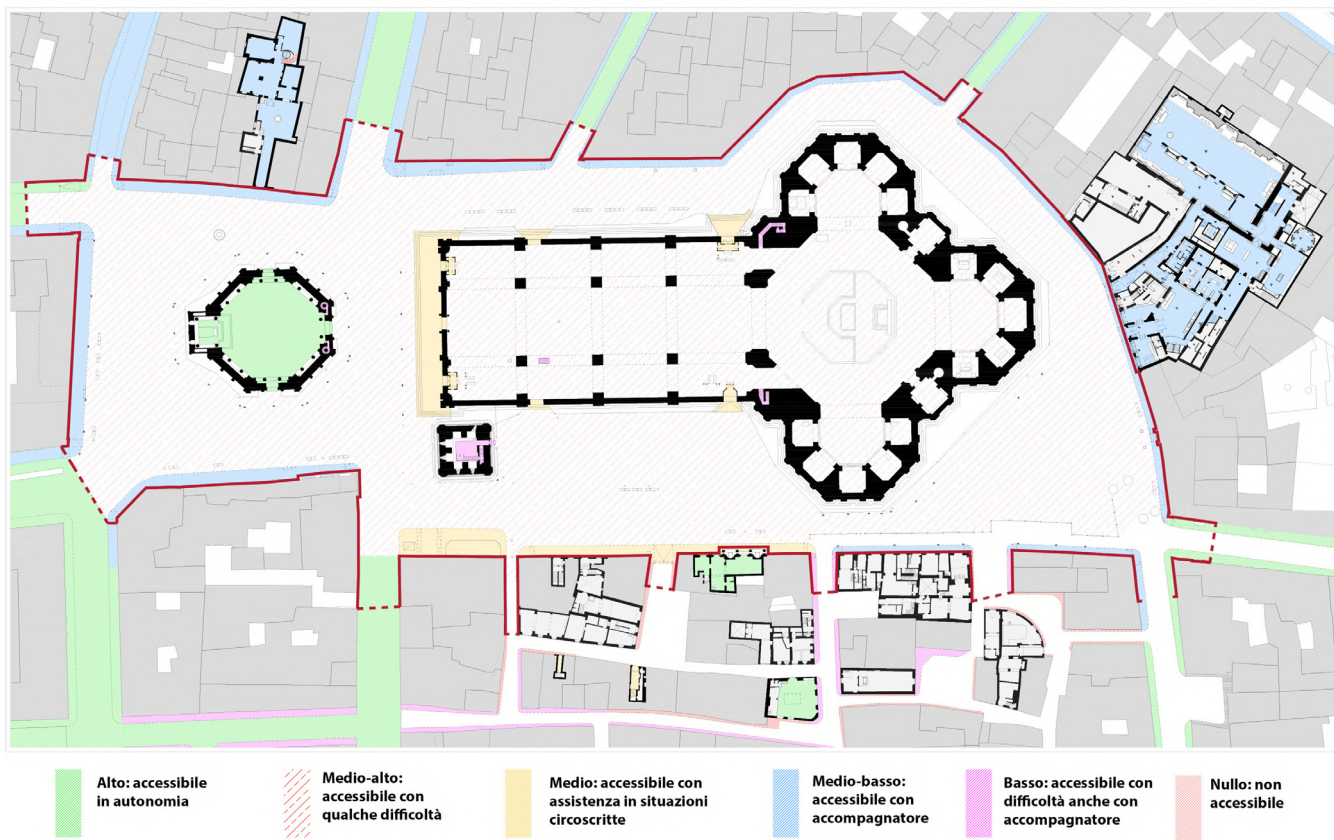 Alto: accessibile
in autonomia
Medio-alto:
accessibile con
qualche difficoltà
Medio: accessibile con
assistenza in situazioni
circoscritte
Medio-basso:
accessibile con
accompagnatore
Basso: accessibile con
difficoltà anche con
accompagnatore
Nullo: non
accessibile